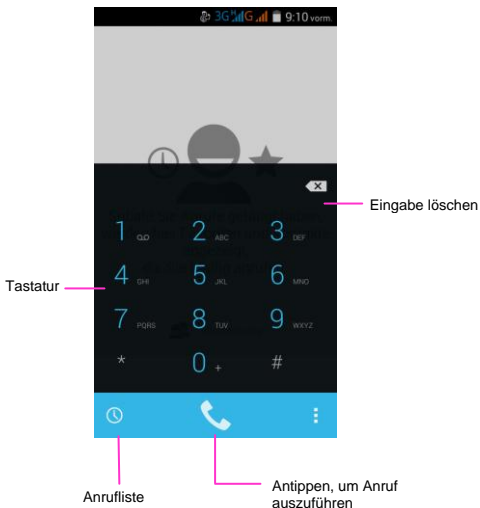 3G H G 9:10 vorm.
Eingabe löschen
1 2 ABC 3 DEF
Tastatur
4 GHI 5 JKL 6 MNO
7 PQRS 8 TUV 9 WXYZ
* 0 + #
Anrufliste
Antippen, um Anruf
auszuführen